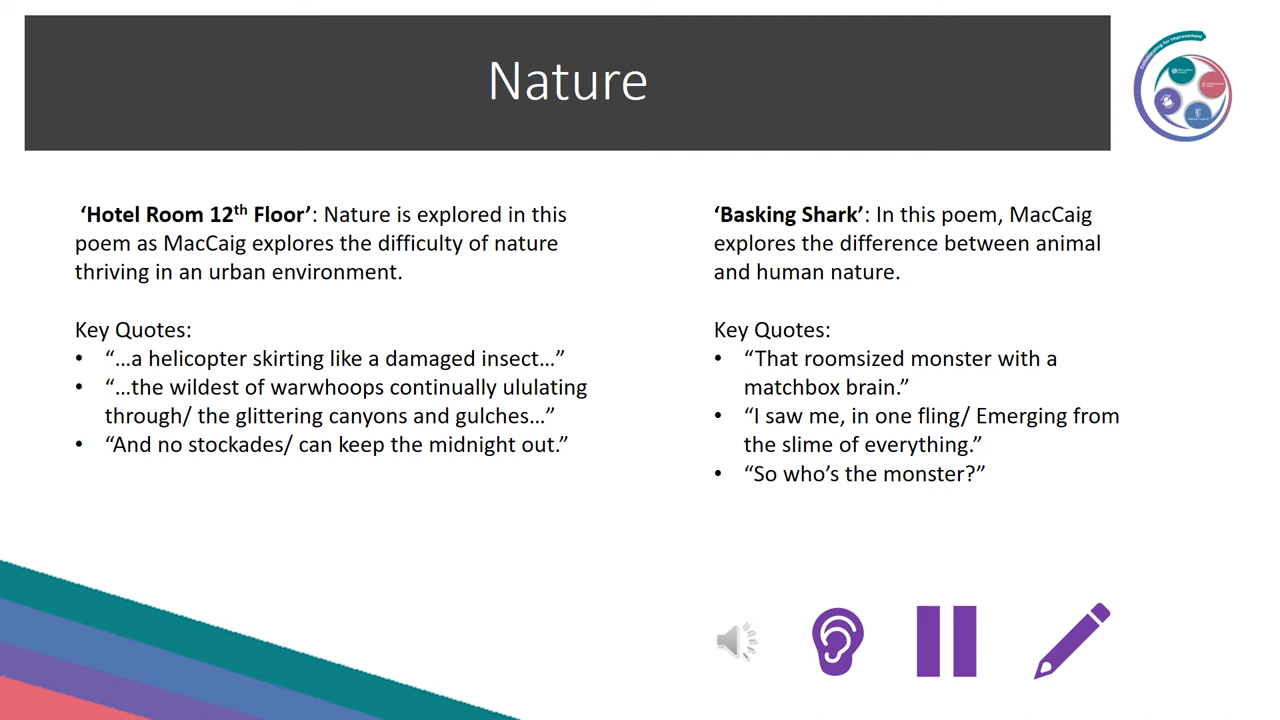 Nature
Collaborating for Improvement
‘Hotel Room 12th Floor’: Nature is explored in this
poem as MacCaig explores the difficulty of nature
thriving in an urban environment.
Key Quotes:
• “…a helicopter skirting like a damaged insect…”
• “…the wildest of warwhoops continually ululating
through/ the glittering canyons and gulches…”
• “And no stockades/ can keep the midnight out.”
‘Basking Shark’: In this poem, MacCaig
explores the difference between animal
and human nature.
Key Quotes:
• “That roomsized monster with a
matchbox brain.”
• “I saw me, in one fling/ Emerging from
the slime of everything.”
• “So who’s the monster?”